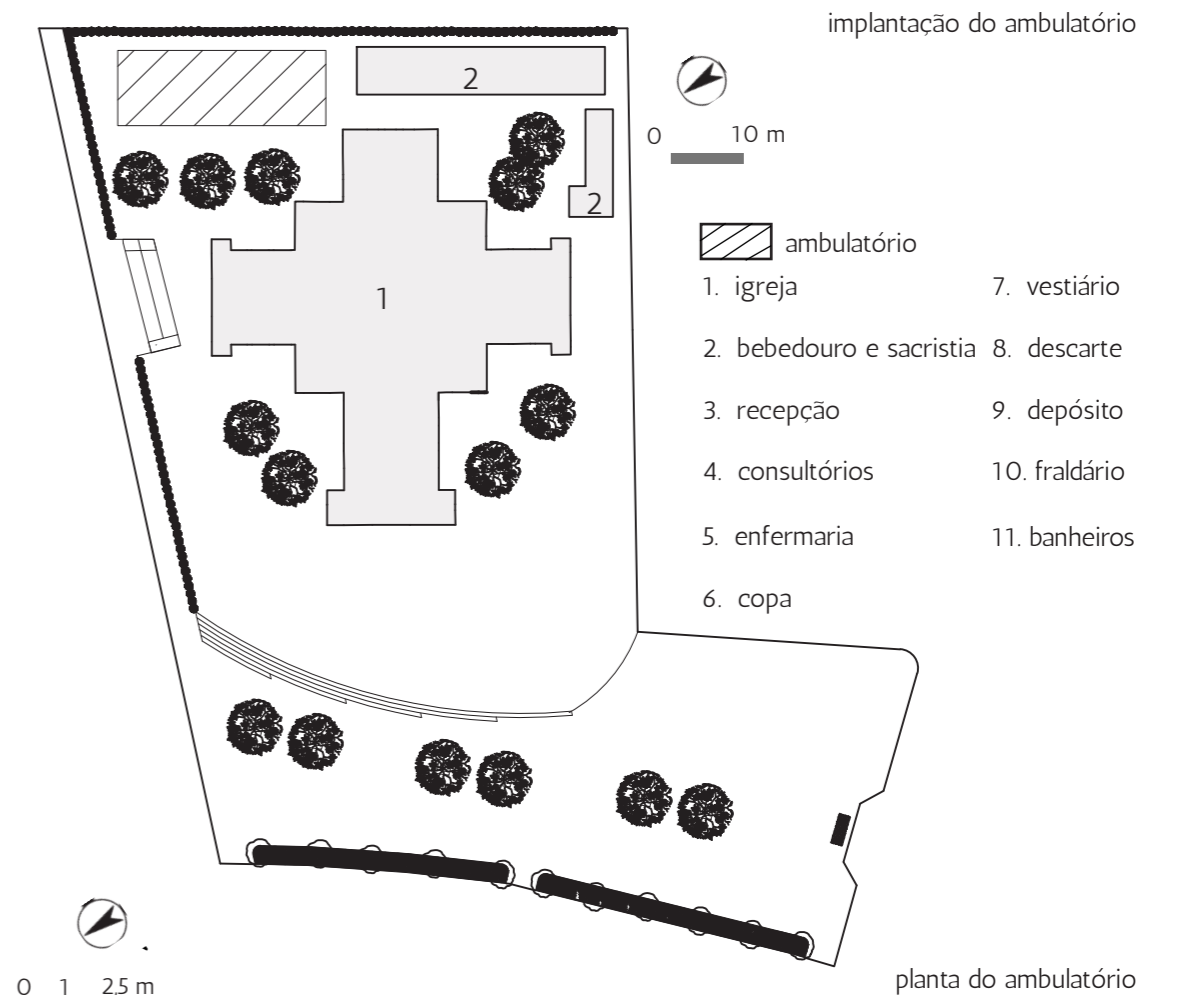 implantação do ambulatório
2
0 10 m
2
ambulatório
1
1. igreja
7. vestiário
2. bebedouro e sacristia
8. descarte
3. recepção
9. depósito
4. consultórios
10. fraldário
5. enfermaria
11. banheiros
6. copa
0 1 2,5 m
planta do ambulatório